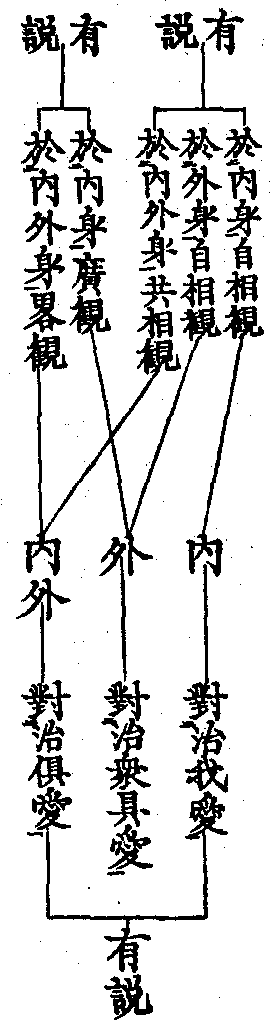 有說
於內身自相觀
於外身自相觀
於內外身共相觀
有說
於內身廣觀
於內外身畧觀
內
外
內外
對治我愛
對治衆具愛
對治俱愛
有說